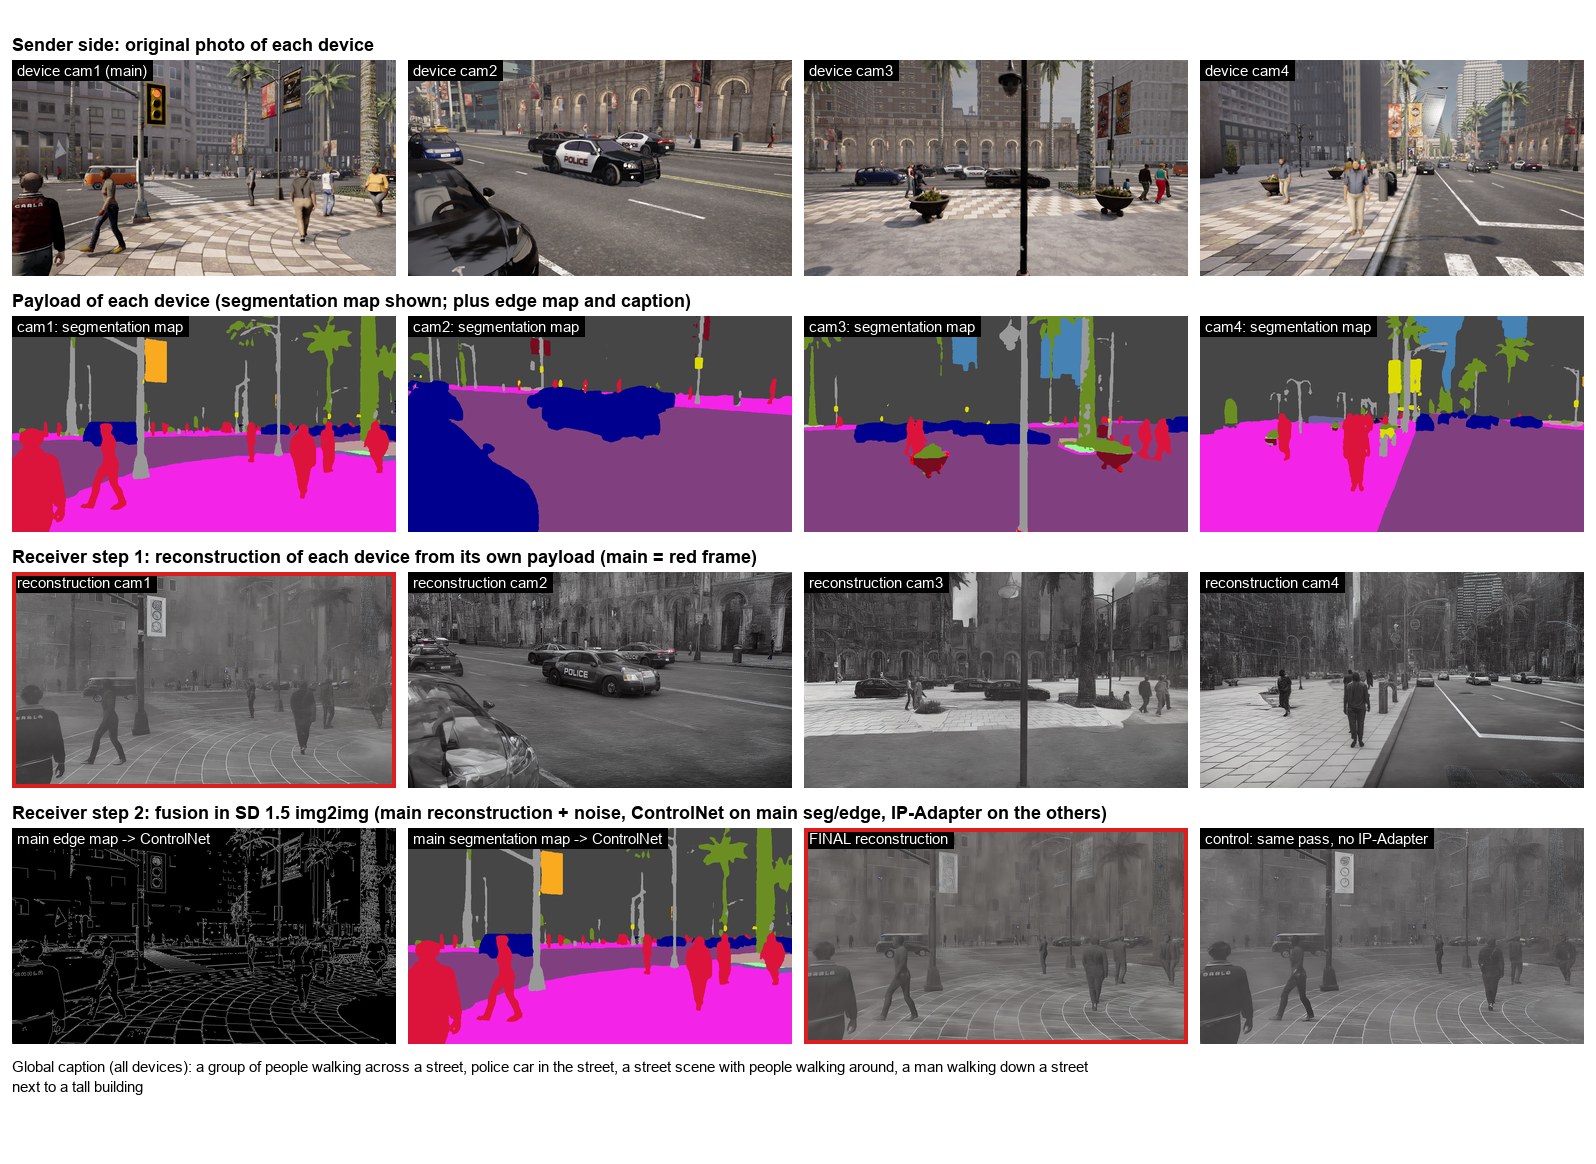 Sender side: original photo of each device
device cam1 (main)
device cam2
device cam3
device cam4
CARLA
POLICE
Payload of each device (segmentation map shown; plus edge map and caption)
cam1: segmentation map
cam2: segmentation map
cam3: segmentation map
cam4: segmentation map
Receiver step 1: reconstruction of each device from its own payload (main = red frame)
reconstruction cam1
reconstruction cam2
reconstruction cam3
reconstruction cam4
POLICE
Receiver step 2: fusion in SD 1.5 img2img (main reconstruction + noise, ControlNet on main seg/edge, IP-Adapter on the others)
main edge map -> ControlNet
main segmentation map -> ControlNet
FINAL reconstruction
control: same pass, no IP-Adapter
Global caption (all devices): a group of people walking across a street, police car in the street, a street scene with people walking around, a man walking down a street
next to a tall building